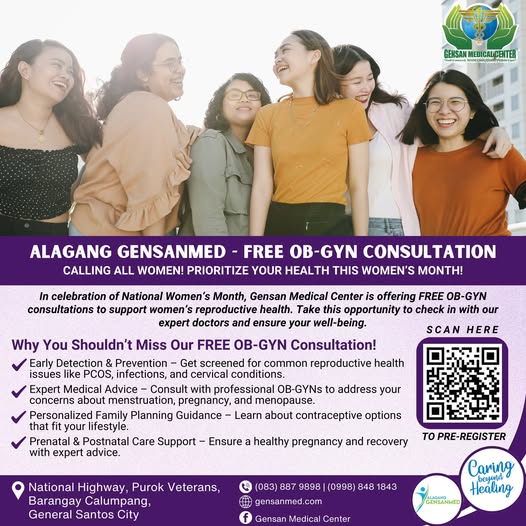 GENSAN MEDICAL CENTER
ALAGANG GENSANMED - FREE OB-GYN CONSULTATION
CALLING ALL WOMEN! PRIORITIZE YOUR HEALTH THIS WOMEN'S MONTH!
In celebration of National Women's Month, Gensan Medical Center is offering FREE OB-GYN
consultations to support women's reproductive health. Take this opportunity to check in with our
expert doctors and ensure your well-being.
SCAN HERE
Why You Shouldn't Miss Our FREE OB-GYN Consultation!
Early Detection & Prevention – Get screened for common reproductive health
issues like PCOS, infections, and cervical conditions.
Expert Medical Advice – Consult with professional OB-GYNs to address your
concerns about menstruation, pregnancy, and menopause.
Personalized Family Planning Guidance – Learn about contraceptive options
that fit your lifestyle.
Prenatal & Postnatal Care Support – Ensure a healthy pregnancy and recovery
with expert advice.
TO PRE-REGISTER
National Highway, Purok Veterans,
Barangay Calumpang,
General Santos City
(083) 887 9898 | (0998) 848 1843
gensanmed.com
Gensan Medical Center
ALAGANG
GENSANMED
Caring
beyond
Healing